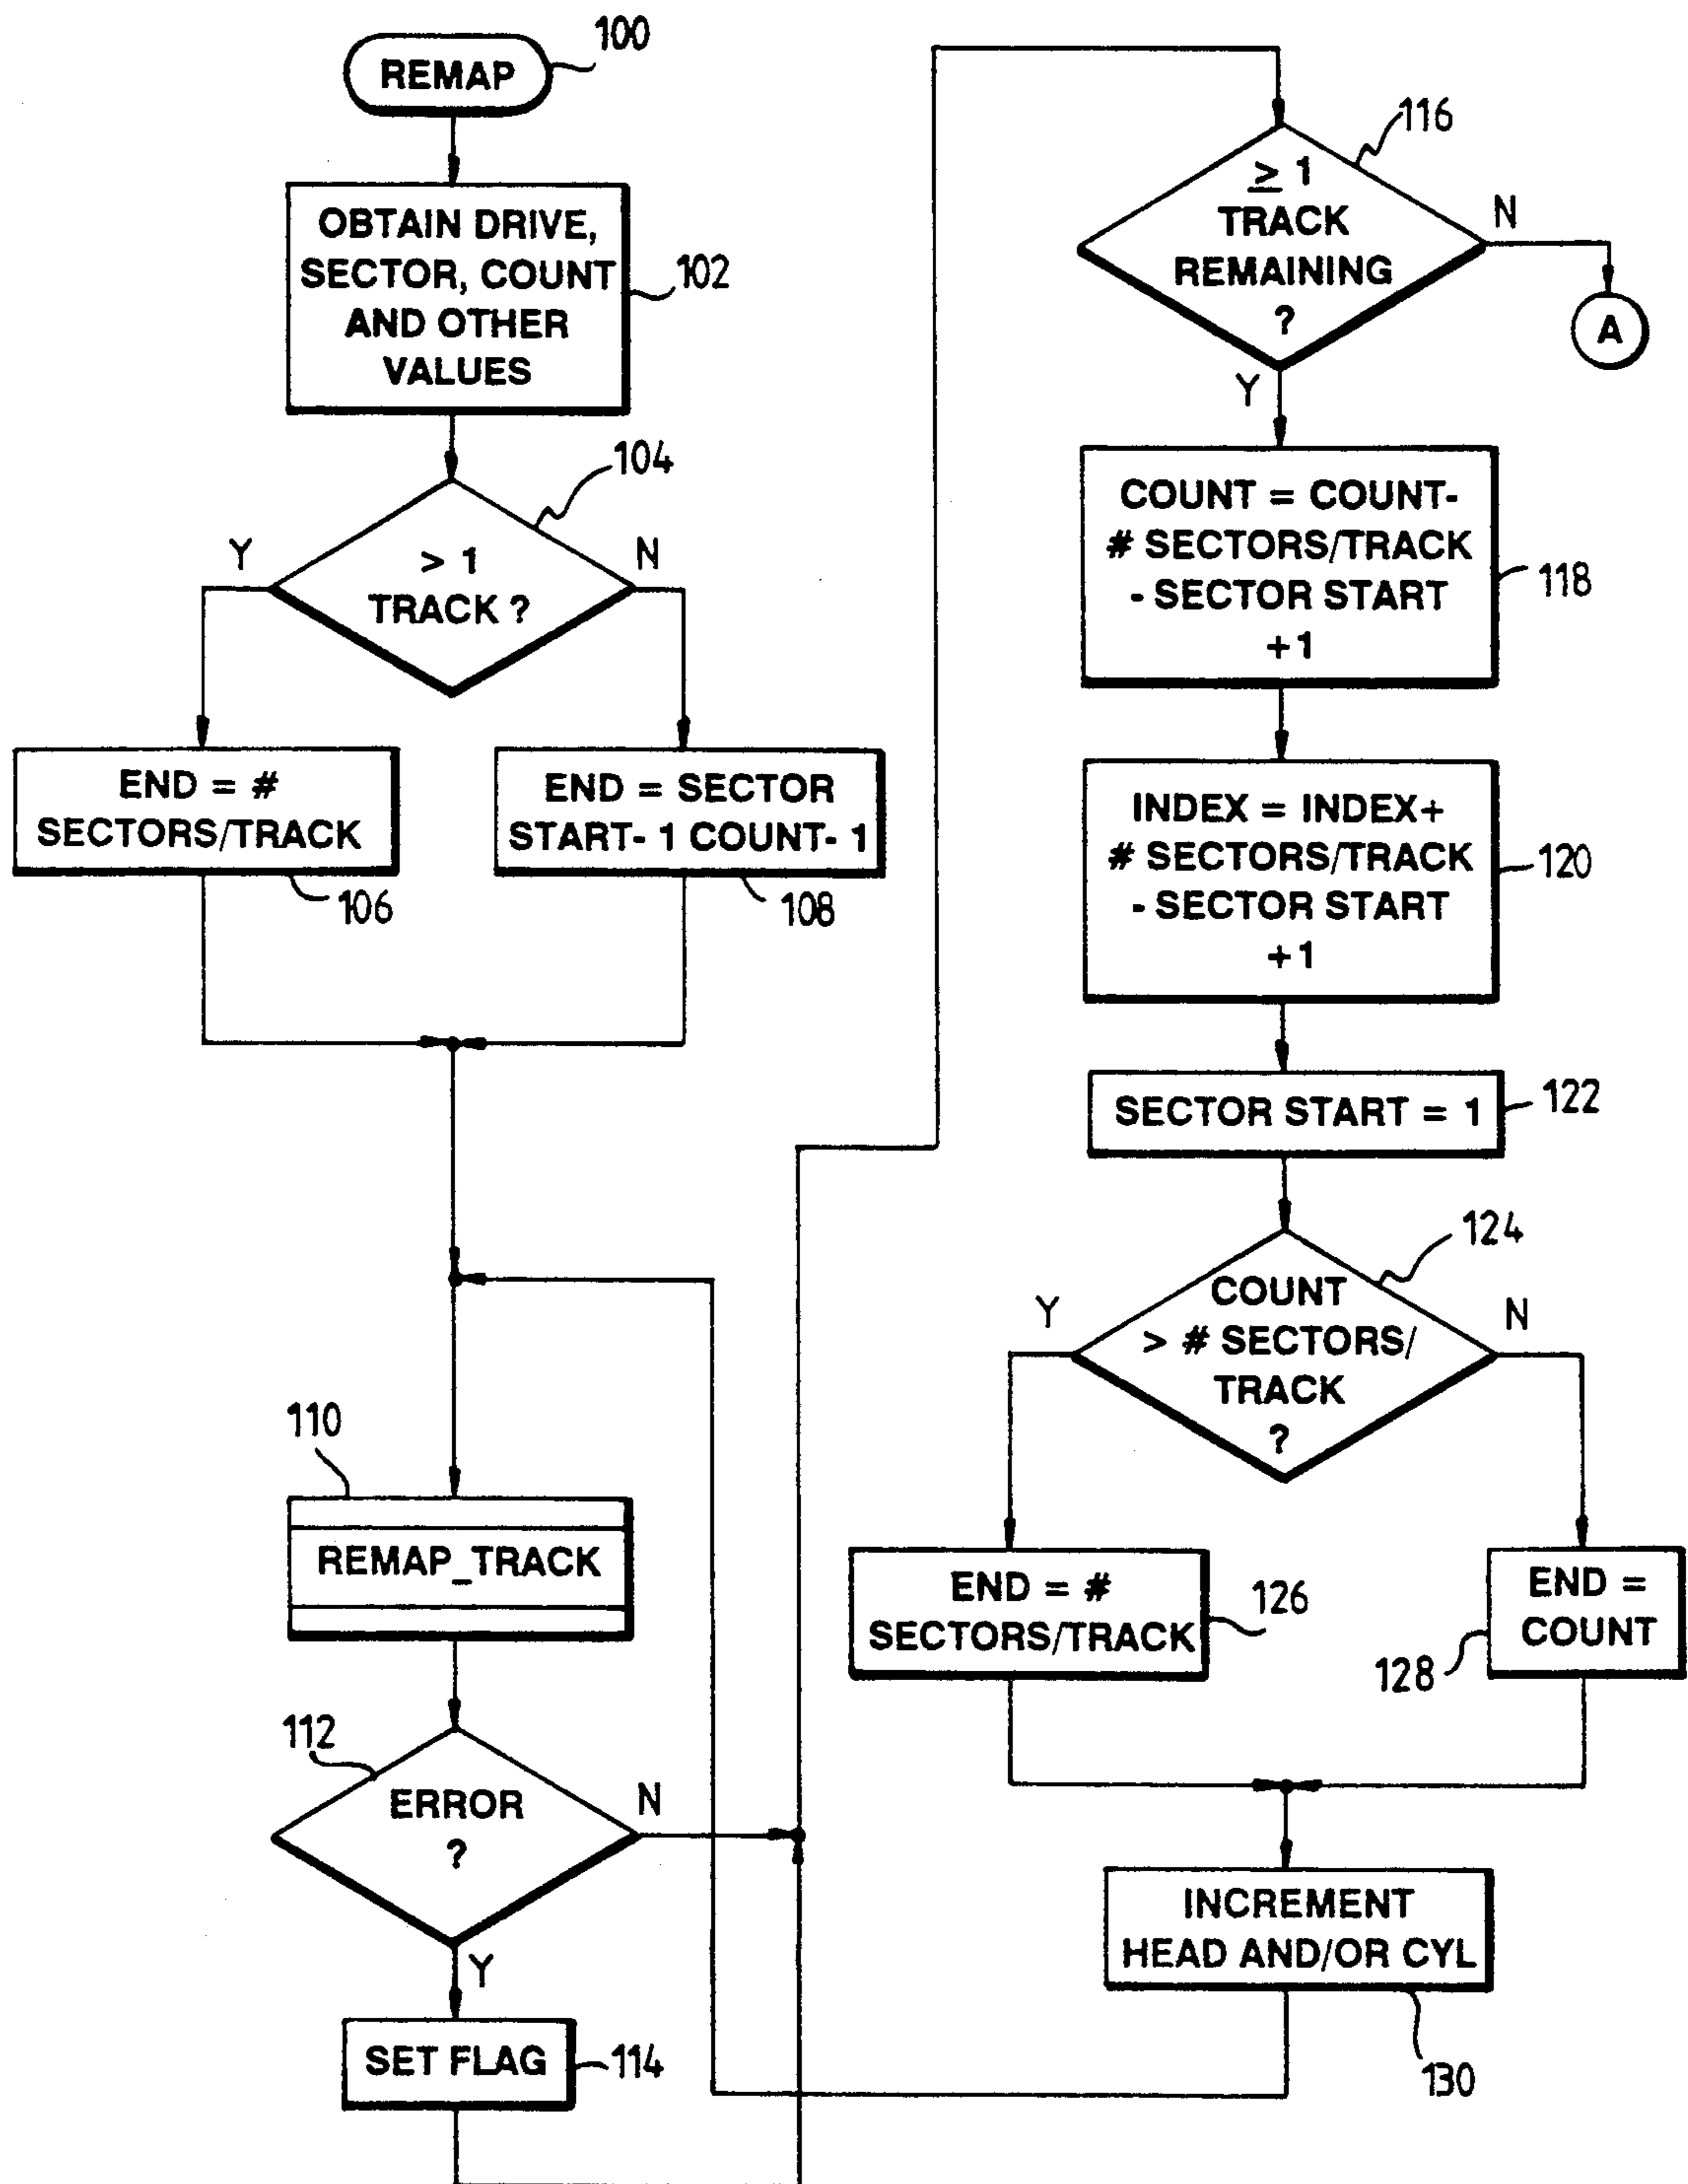 100
REMAP
OBTAIN DRIVE,
SECTOR, COUNT
AND OTHER
VALUES
102
104
> 1
TRACK ?
Y
N
END = #
SECTORS/TRACK
106
END = SECTOR
START- 1 COUNT- 1
108
110
REMAP_TRACK
112
ERROR
?
N
Y
SET FLAG
114
116
≥ 1
TRACK
REMAINING
?
N
A
Y
COUNT = COUNT-
# SECTORS/TRACK
- SECTOR START
+1
118
INDEX = INDEX+
# SECTORS/TRACK
- SECTOR START
+1
120
SECTOR START = 1
122
124
COUNT
> # SECTORS/
TRACK
?
Y
N
END = #
SECTORS/TRACK
126
END =
COUNT
128
INCREMENT
HEAD AND/OR CYL
130